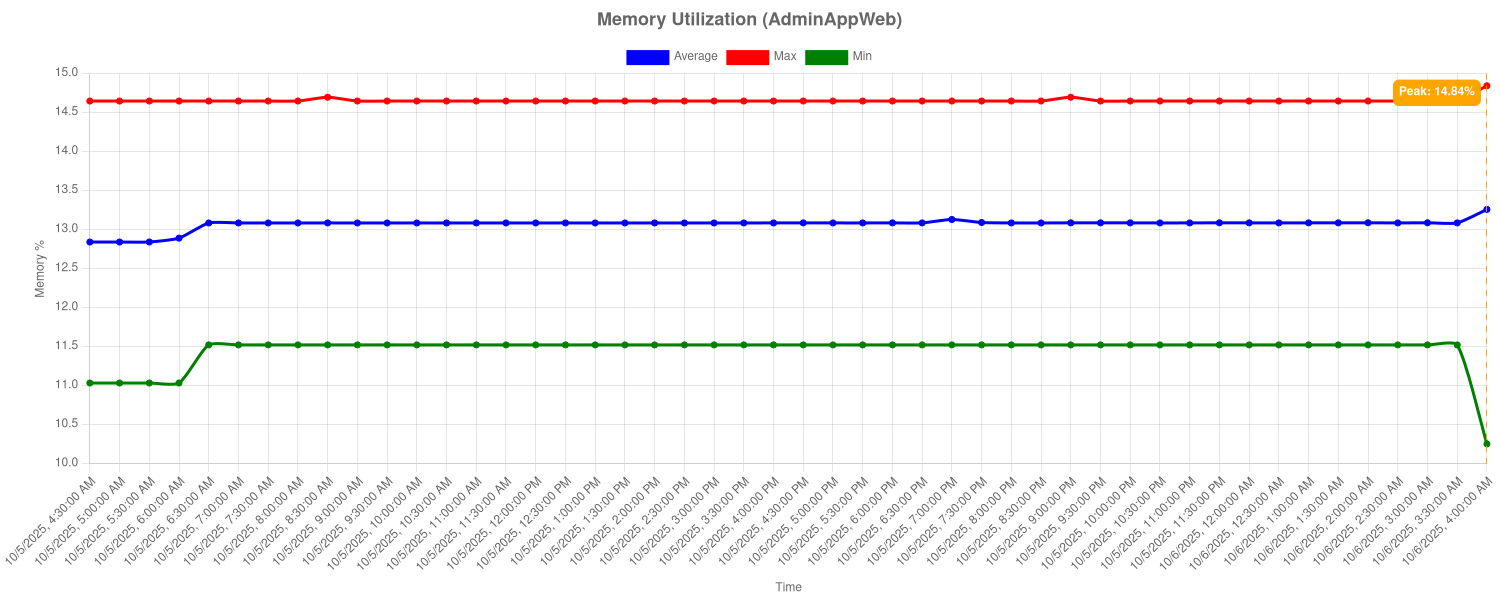 Memory Utilization (AdminAppWeb)
Average Max Min
15.0
Peak: 14.84%
14.5
14.0
13.5
13.0
12.5
12.0
11.5
11.0
10.5
10.0
Memory %
10/5/2025, 4:30:00 AM
10/5/2025, 5:00:00 AM
10/5/2025, 5:30:00 AM
10/5/2025, 6:00:00 AM
10/5/2025, 6:30:00 AM
10/5/2025, 7:00:00 AM
10/5/2025, 7:30:00 AM
10/5/2025, 8:00:00 AM
10/5/2025, 8:30:00 AM
10/5/2025, 9:00:00 AM
10/5/2025, 9:30:00 AM
10/5/2025, 10:00:00 AM
10/5/2025, 10:30:00 AM
10/5/2025, 11:00:00 AM
10/5/2025, 11:30:00 AM
10/5/2025, 12:00:00 PM
10/5/2025, 12:30:00 PM
10/5/2025, 1:00:00 PM
10/5/2025, 1:30:00 PM
10/5/2025, 2:00:00 PM
10/5/2025, 2:30:00 PM
10/5/2025, 3:00:00 PM
10/5/2025, 3:30:00 PM
10/5/2025, 4:00:00 PM
10/5/2025, 4:30:00 PM
10/5/2025, 5:00:00 PM
10/5/2025, 5:30:00 PM
10/5/2025, 6:00:00 PM
10/5/2025, 6:30:00 PM
10/5/2025, 7:00:00 PM
10/5/2025, 7:30:00 PM
10/5/2025, 8:00:00 PM
10/5/2025, 8:30:00 PM
10/5/2025, 9:00:00 PM
10/5/2025, 9:30:00 PM
10/5/2025, 10:00:00 PM
10/5/2025, 10:30:00 PM
10/5/2025, 11:00:00 PM
10/5/2025, 11:30:00 PM
10/6/2025, 12:00:00 AM
10/6/2025, 12:30:00 AM
10/6/2025, 1:00:00 AM
10/6/2025, 1:30:00 AM
10/6/2025, 2:00:00 AM
10/6/2025, 2:30:00 AM
10/6/2025, 3:00:00 AM
10/6/2025, 3:30:00 AM
10/6/2025, 4:00:00 AM
Time